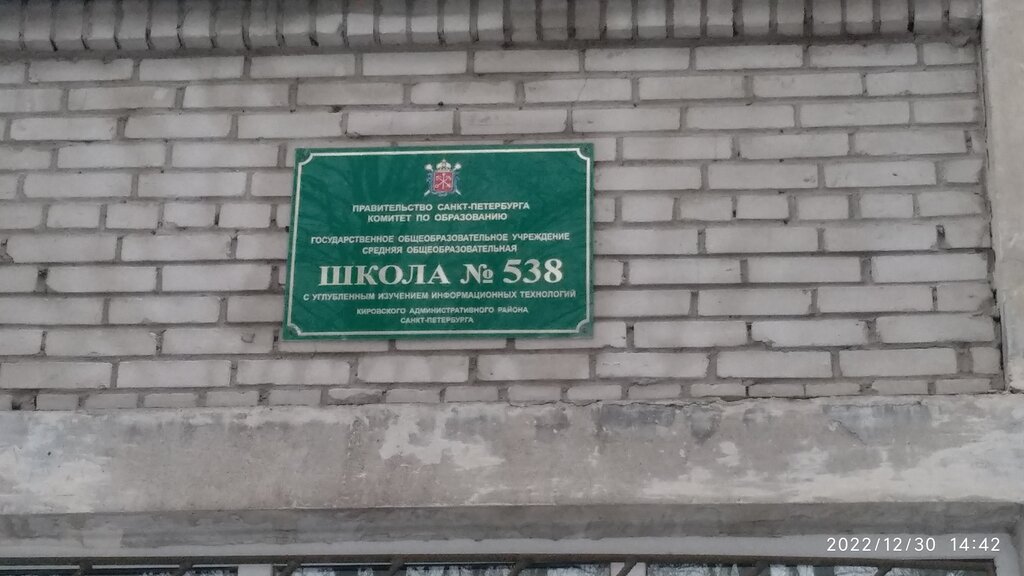 ПРАВИТЕЛЬСТВО САНКТ-ПЕТЕРБУРГА
КОМИТЕТ ПО ОБРАЗОВАНИЮ
ГОСУДАРСТВЕННОЕ ОБЩЕОБРАЗОВАТЕЛЬНОЕ УЧРЕЖДЕНИЕ
СРЕДНЯЯ ОБЩЕОБРАЗОВАТЕЛЬНАЯ
ШКОЛА № 538
С УГЛУБЛЕННЫМ ИЗУЧЕНИЕМ ИНФОРМАЦИОННЫХ ТЕХНОЛОГИЙ
КИРОВСКОГО АДМИНИСТРАТИВНОГО РАЙОНА
САНКТ-ПЕТЕРБУРГА
2022/12/30 14:42